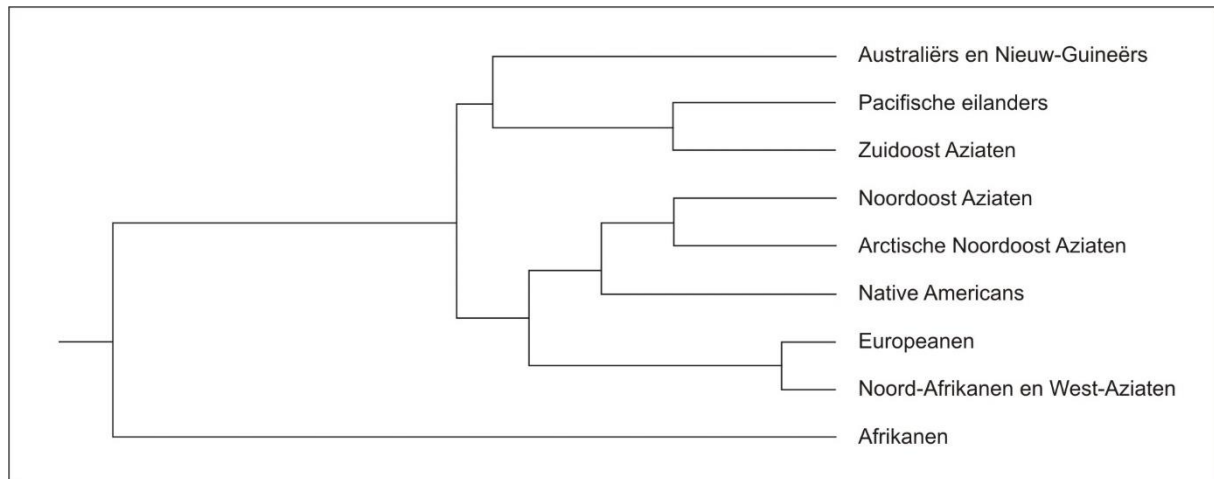 Australiërs en Nieuw-Guineërs
Pacifische eilanders
Zuidoost Aziaten
Noordoost Aziaten
Arctische Noordoost Aziaten
Native Americans
Europeanen
Noord-Afrikanen en West-Aziaten
Afrikanen